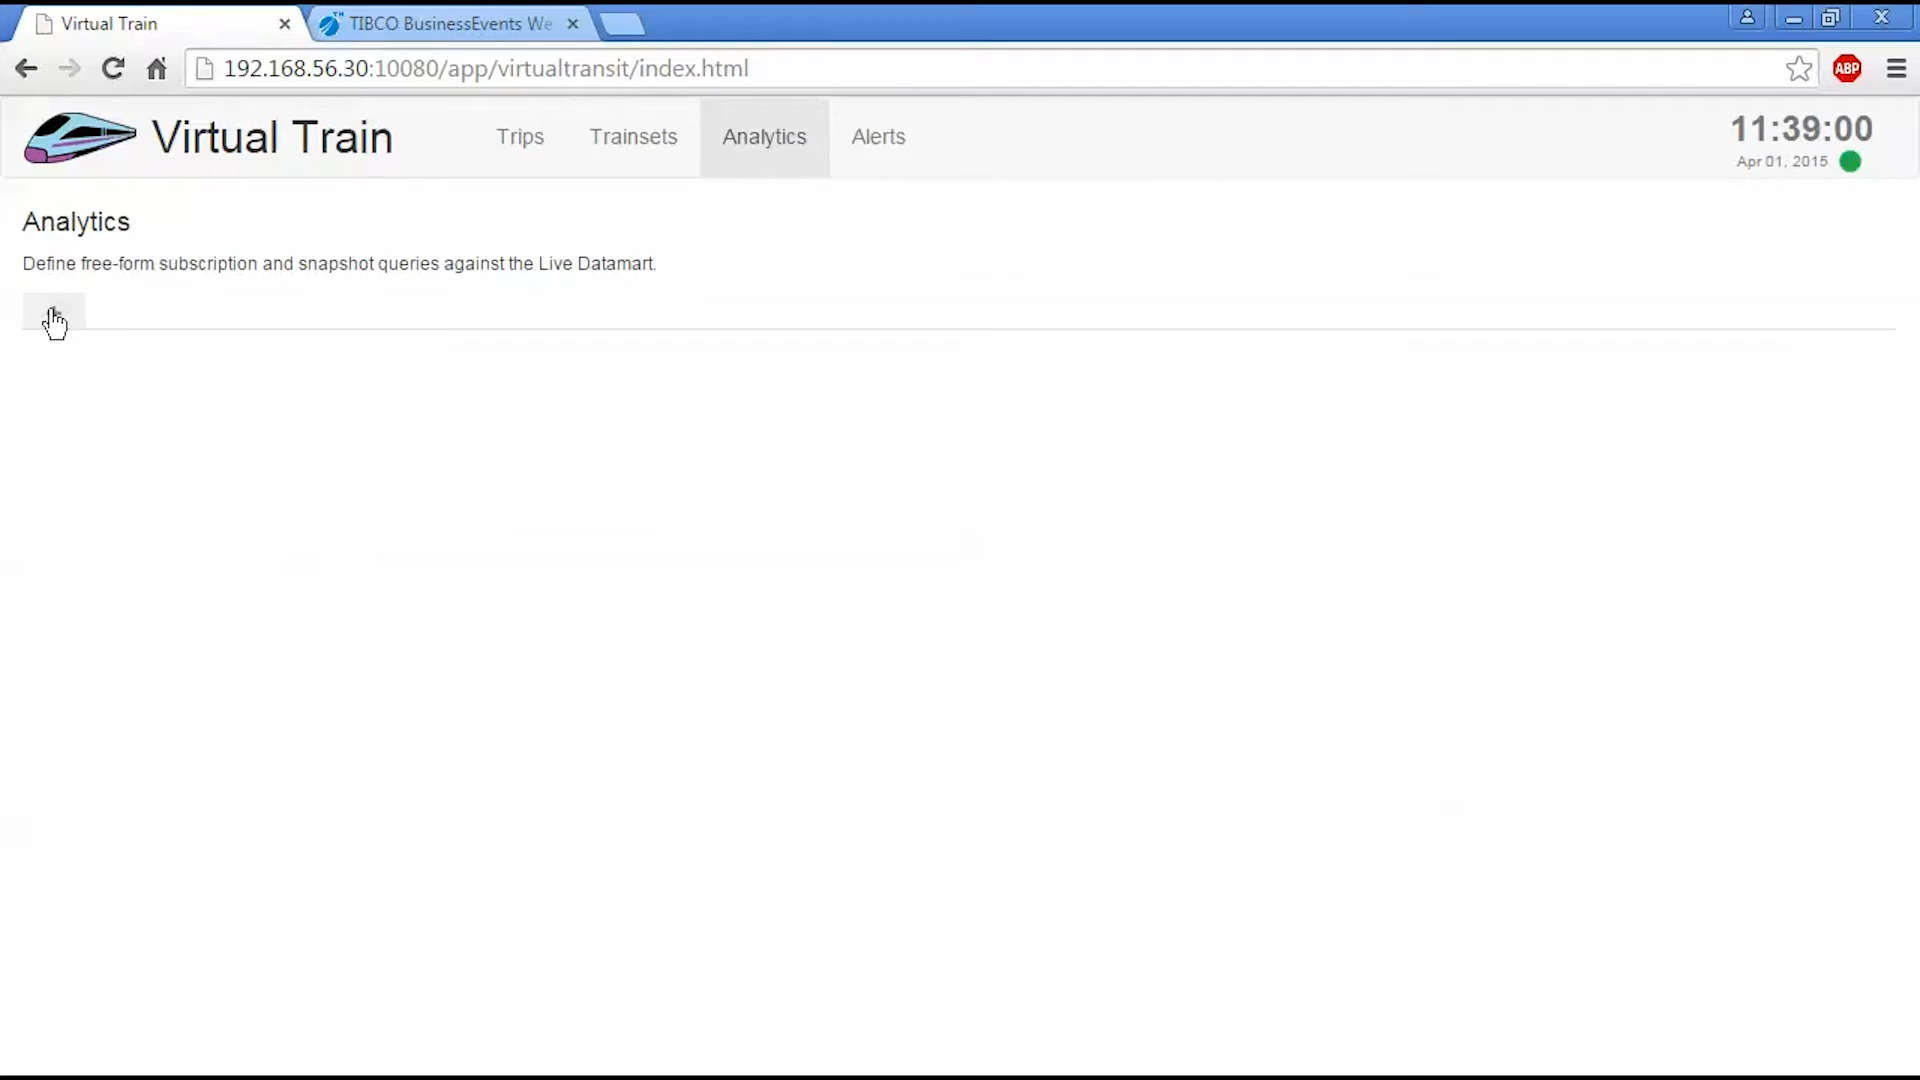 Virtual Train
TIBCO BusinessEvents We
192.168.56.30:10080/app/virtualtransit/index.html
ABP
Virtual Train
Trips
Trainsets
Analytics
Alerts
11:39:00
Apr 01, 2015
Analytics
Define free-form subscription and snapshot queries against the Live Datamart.